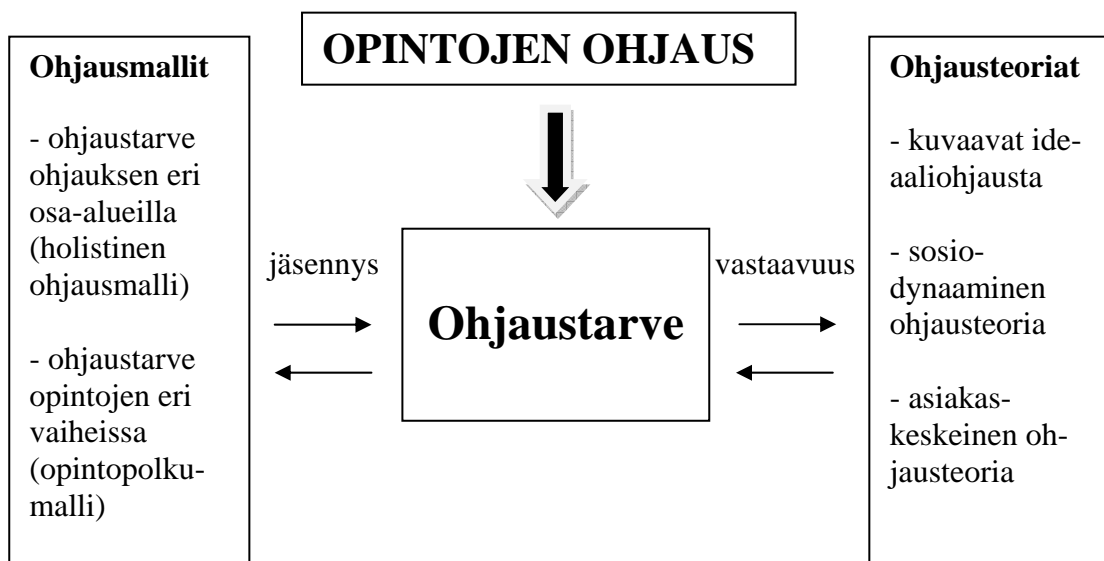 OPINTOJEN OHJAUS
Ohjausmallit
- ohjaustarve
ohjauksen eri
osa-alueilla
(holistinen
ohjausmalli)
- ohjaustarve
opintojen eri
vaiheissa
(opintopolku-
malli)
jäsennys
Ohjaustarve
vastaavuus
Ohjausteoriat
- kuvaavat ide-
aaliohjausta
- sosio-
dynaaminen
ohjausteoria
- asiakas-
keskeinen oh-
jausteoria